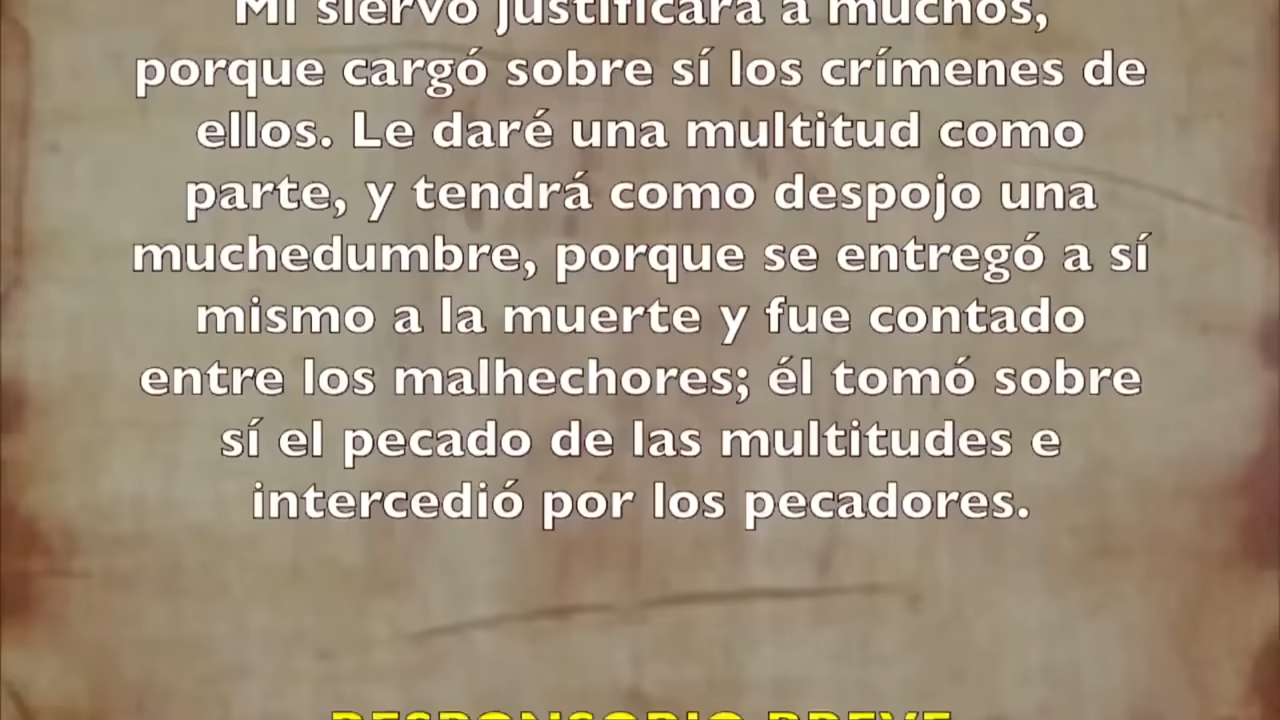 Mi siervo justificará a muchos,
porque cargó sobre sí los crímenes de
ellos. Le daré una multitud como
parte, y tendrá como despojo una
muchedumbre, porque se entregó a sí
mismo a la muerte y fue contado
entre los malhechores; él tomó sobre
sí el pecado de las multitudes e
intercedió por los pecadores.
RESPONSORIO BREVE